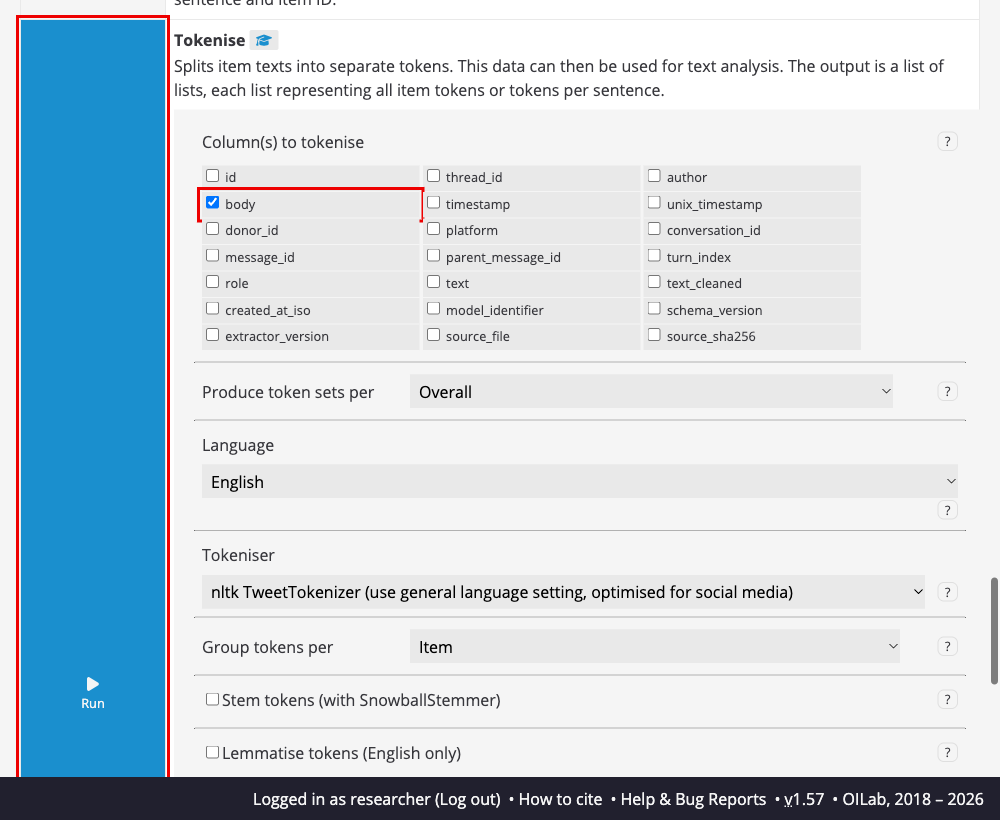 sentence and item ID.
Tokenise
Splits item texts into separate tokens. This data can then be used for text analysis. The output is a list of
lists, each list representing all item tokens or tokens per sentence.
Column(s) to tokenise ?
id thread_id author
body timestamp unix_timestamp
donor_id platform conversation_id
message_id parent_message_id turn_index
role text text_cleaned
created_at_iso model_identifier schema_version
extractor_version source_file source_sha256
Produce token sets per Overall ?
Language
English
?
Tokeniser
nltk TweetTokenizer (use general language setting, optimised for social media) ?
Group tokens per Item ?
Stem tokens (with SnowballStemmer) ?
Run
Lemmatise tokens (English only) ?
Logged in as researcher (Log out) • How to cite • Help & Bug Reports • v1.57 • OILab, 2018 – 2026